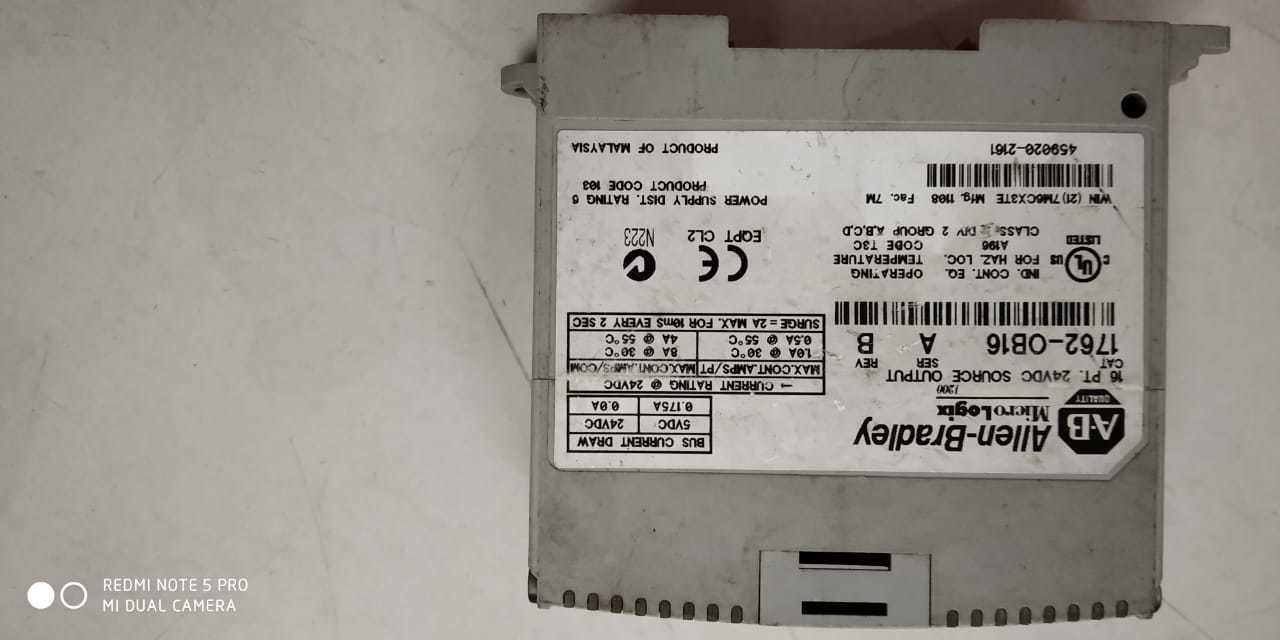 A·B
QUALITY
Allen-Bradley
MicroLogix
1200
16 PT. 24VDC SOURCE OUTPUT
CAT SER REV
1762-OB16 A B
BUS CURRENT DRAW
5VDC 24VDC
0.175A 0.0A
→ CURRENT RATING @ 24VDC
MAX.CONT.AMPS/PT MAX.CONT.AMPS/COM
1.0A @ 30°C 8A @ 30°C
0.5A @ 55°C 4A @ 55°C
SURGE = 2A MAX. FOR 10ms EVERY 2 SEC
C UL US
LISTED
IND. CONT. EQ.
FOR HAZ. LOC.
A196
OPERATING
TEMPERATURE
CODE T3C
CLASS I, DIV 2 GROUP A,B,C,D
CE
EQPT CL2
N223
WIN (21)7M6CX3TE Mfg. 1108 Fac. 7M
POWER SUPPLY DIST. RATING 6
PRODUCT CODE 103
459020-2161
PRODUCT OF MALAYSIA
REDMI NOTE 5 PRO
MI DUAL CAMERA